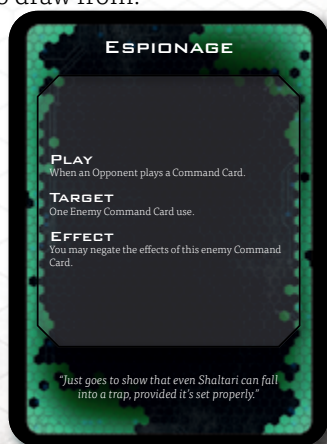 o draw from.
ESPIONAGE
PLAY
When an Opponent plays a Command Card.
TARGET
One Enemy Command Card use.
EFFECT
You may negate the effects of this enemy Command
Card.
"Just goes to show that even Shaltari can fall
into a trap, provided it's set properly."